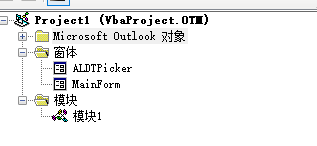 Project1 (VbaProject.OTM)
Microsoft Outlook 对象
窗体
ALDTPicker
MainForm
模块
模块1